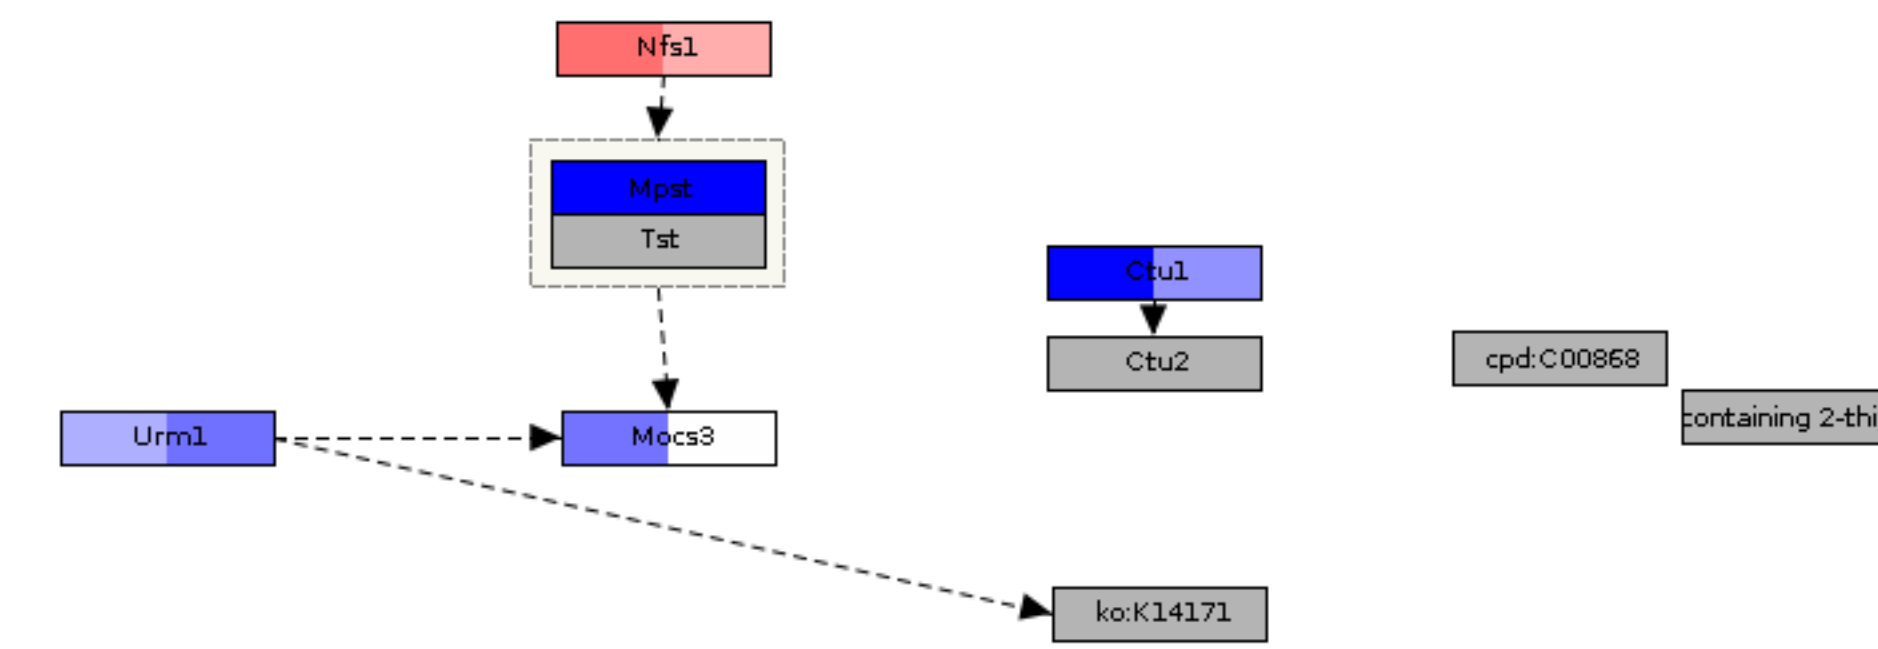 Nfs1
Mpst
Tst
Ctu1
Ctu2
cpd:C00868
containing 2-thi
Urm1
Mocs3
ko:K14171